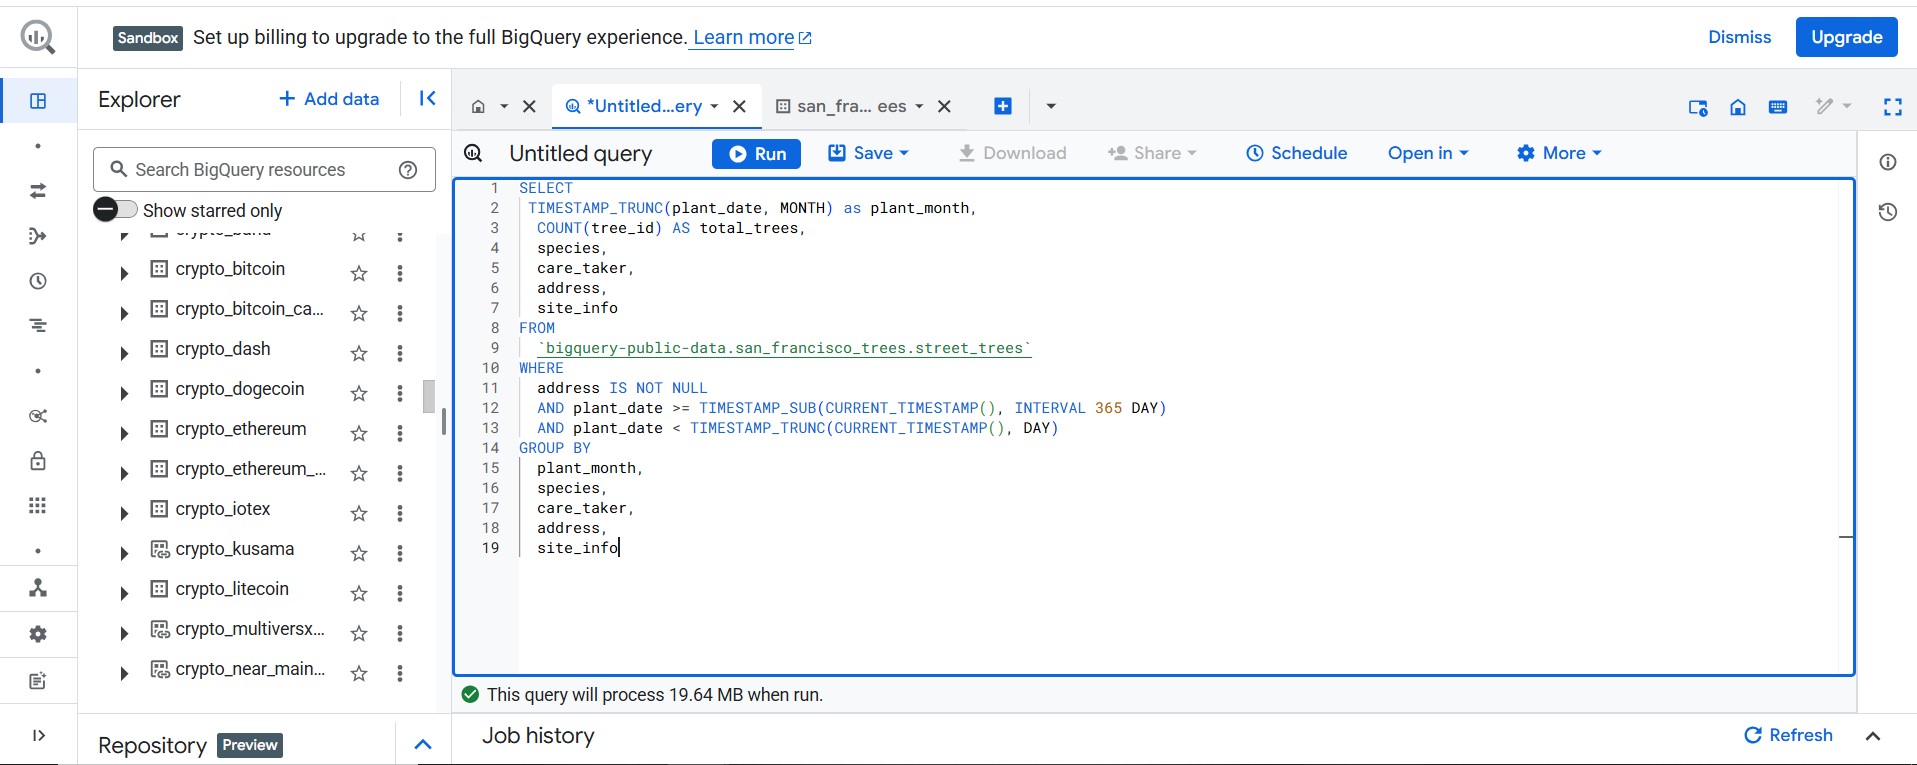 Sandbox Set up billing to upgrade to the full BigQuery experience. Learn more
Dismiss
Upgrade
Explorer
+ Add data
*Untitled...ery
san_fra... ees
Search BigQuery resources
Show starred only
crypto_bitcoin
crypto_bitcoin_ca...
crypto_dash
crypto_dogecoin
crypto_ethereum
crypto_ethereum_...
crypto_iotex
crypto_kusama
crypto_litecoin
crypto_multiversx...
crypto_near_main...
Repository Preview
Untitled query
Run
Save
Download
Share
Schedule
Open in
More
1 SELECT
2 TIMESTAMP_TRUNC(plant_date, MONTH) as plant_month,
3 COUNT(tree_id) AS total_trees,
4 species,
5 care_taker,
6 address,
7 site_info
8 FROM
9 `bigquery-public-data.san_francisco_trees.street_trees`
10 WHERE
11 address IS NOT NULL
12 AND plant_date >= TIMESTAMP_SUB(CURRENT_TIMESTAMP(), INTERVAL 365 DAY)
13 AND plant_date < TIMESTAMP_TRUNC(CURRENT_TIMESTAMP(), DAY)
14 GROUP BY
15 plant_month,
16 species,
17 care_taker,
18 address,
19 site_info
This query will process 19.64 MB when run.
Job history
Refresh